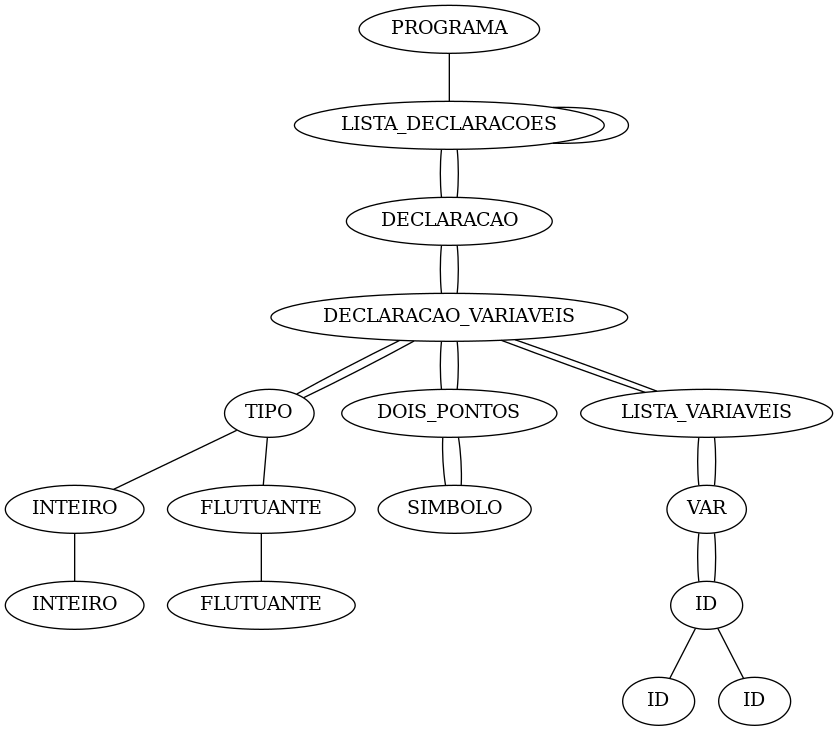 PROGRAMA
LISTA_DECLARACOES
DECLARACAO
DECLARACAO_VARIAVEIS
TIPO
DOIS_PONTOS
LISTA_VARIAVEIS
INTEIRO
FLUTUANTE
SIMBOLO
VAR
INTEIRO
FLUTUANTE
ID
ID
ID